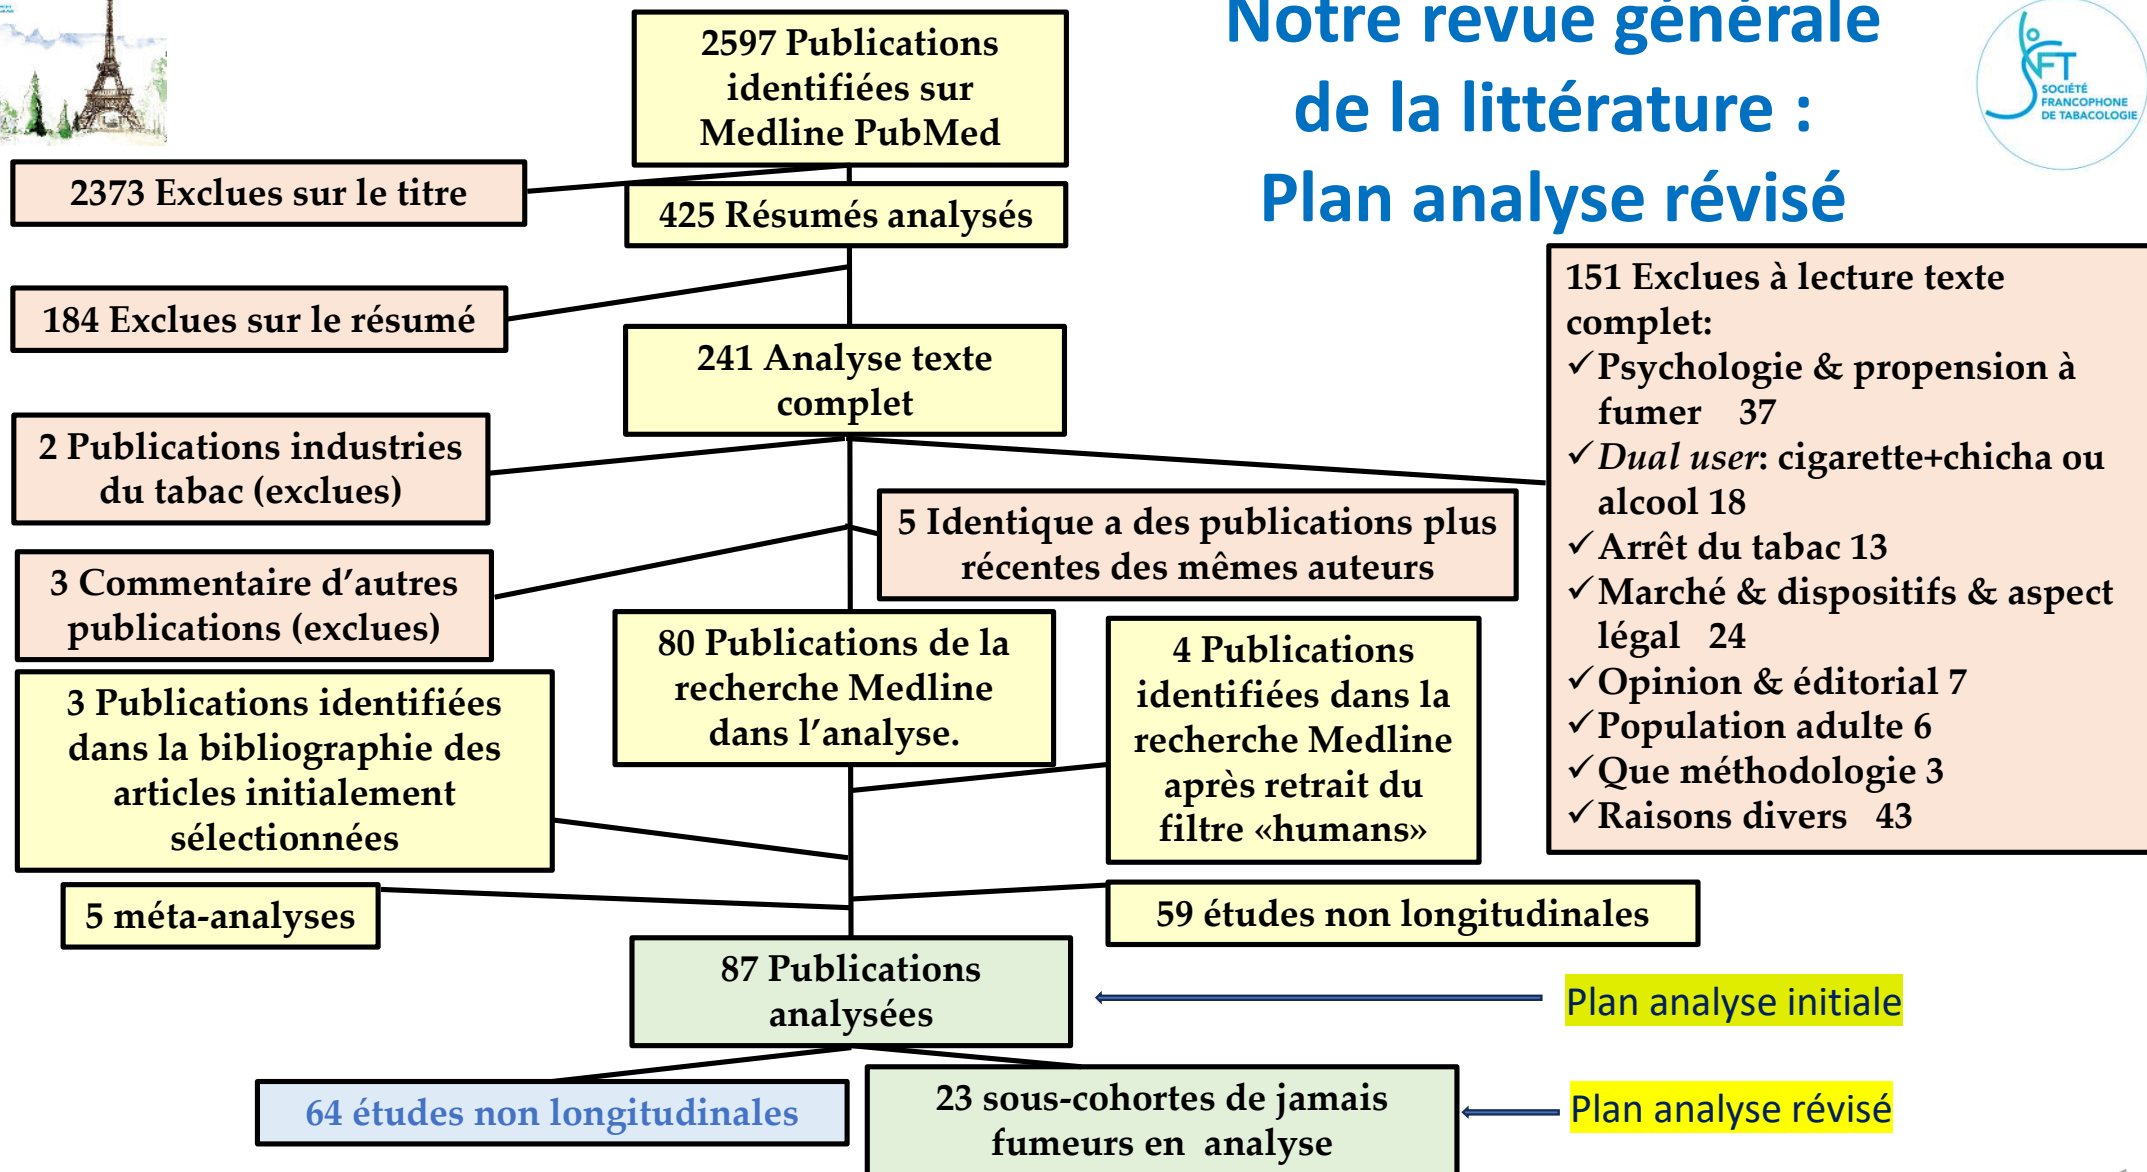 Notre revue générale
de la littérature :
Plan analyse révisé
SFT
SOCIÉTÉ
FRANCOPHONE
DE TABACOLOGIE
2597 Publications
identifiées sur
Medline PubMed
2373 Exclues sur le titre
425 Résumés analysés
184 Exclues sur le résumé
241 Analyse texte
complet
151 Exclues à lecture texte
complet:
✓Psychologie & propension à
fumer 37
✓Dual user: cigarette+chicha ou
alcool 18
✓Arrêt du tabac 13
✓Marché & dispositifs & aspect
légal 24
✓Opinion & éditorial 7
✓Population adulte 6
✓Que méthodologie 3
✓Raisons divers 43
2 Publications industries
du tabac (exclues)
5 Identique a des publications plus
récentes des mêmes auteurs
3 Commentaire d’autres
publications (exclues)
80 Publications de la
recherche Medline
dans l’analyse.
4 Publications
identifiées dans la
recherche Medline
après retrait du
filtre «humans»
3 Publications identifiées
dans la bibliographie des
articles initialement
sélectionnées
5 méta-analyses
59 études non longitudinales
87 Publications
analysées
Plan analyse initiale
64 études non longitudinales
23 sous-cohortes de jamais
fumeurs en analyse
Plan analyse révisé